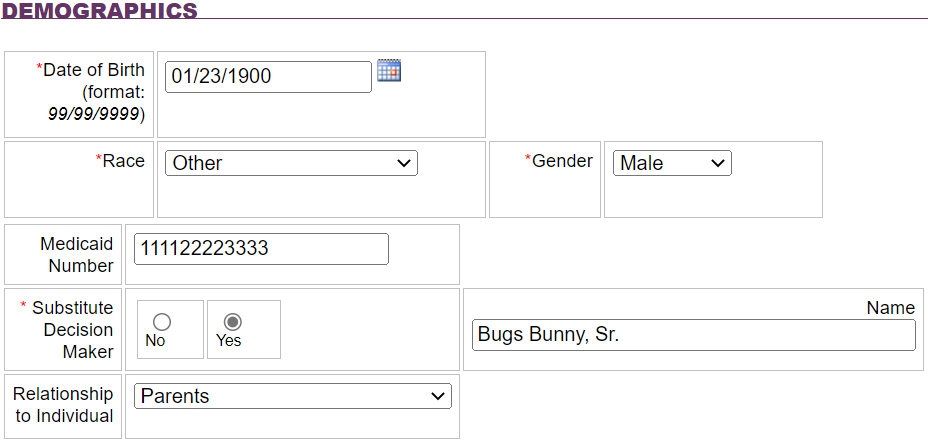 DEMOGRAPHICS
*Date of Birth
(format:
99/99/9999)
01/23/1900
*Race
Other
*Gender
Male
Medicaid
Number
111122223333
* Substitute
Decision
Maker
No
Yes
Name
Bugs Bunny, Sr.
Relationship
to Individual
Parents